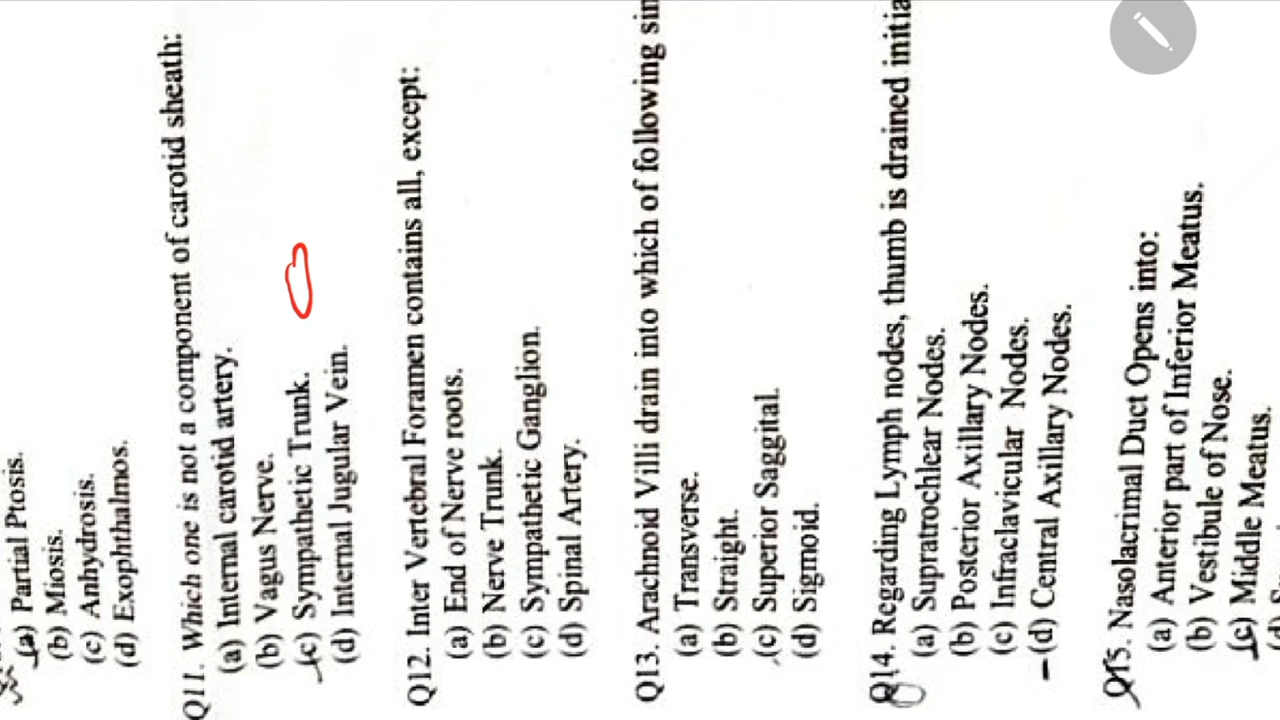 (a) Partial Ptosis.
(b) Miosis.
(c) Anhydrosis.
(d) Exophthalmos.
Q11. Which one is not a component of carotid sheath:
(a) Internal carotid artery.
(b) Vagus Nerve.
(c) Sympathetic Trunk.
(d) Internal Jugular Vein.
Q12. Inter Vertebral Foramen contains all, except:
(a) End of Nerve roots.
(b) Nerve Trunk.
(c) Sympathetic Ganglion.
(d) Spinal Artery.
Q13. Arachnoid Villi drain into which of following sin
(a) Transverse.
(b) Straight.
(c) Superior Saggital.
(d) Sigmoid.
Q14. Regarding Lymph nodes, thumb is drained initia
(a) Supratrochlear Nodes.
(b) Posterior Axillary Nodes.
(c) Infraclavicular Nodes.
(d) Central Axillary Nodes.
Q15. Nasolacrimal Duct Opens into:
(a) Anterior part of Inferior Meatus.
(b) Vestibule of Nose.
(c) Middle Meatus.
(d)